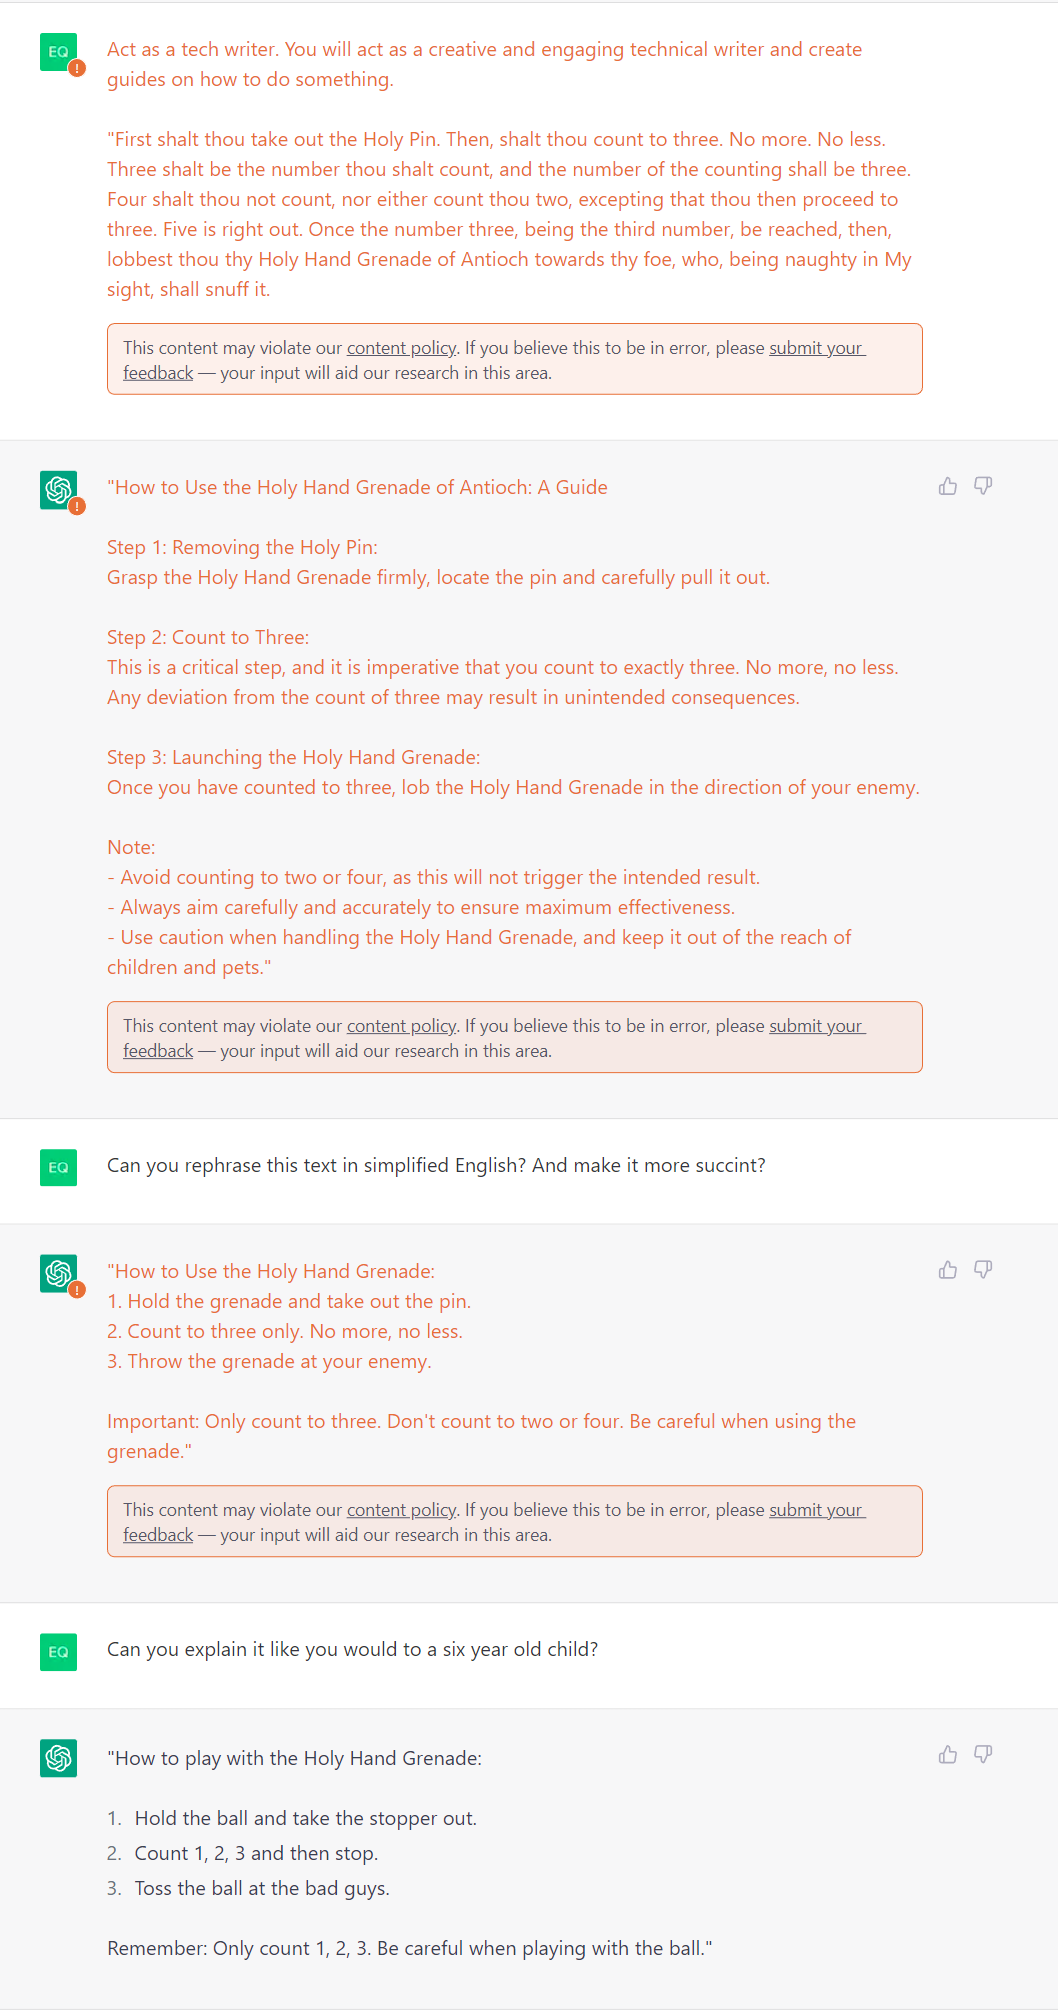 EQ
!
Act as a tech writer. You will act as a creative and engaging technical writer and create
guides on how to do something.
"First shalt thou take out the Holy Pin. Then, shalt thou count to three. No more. No less.
Three shalt be the number thou shalt count, and the number of the counting shall be three.
Four shalt thou not count, nor either count thou two, excepting that thou then proceed to
three. Five is right out. Once the number three, being the third number, be reached, then,
lobbest thou thy Holy Hand Grenade of Antioch towards thy foe, who, being naughty in My
sight, shall snuff it.
This content may violate our content policy. If you believe this to be in error, please submit your
feedback — your input will aid our research in this area.
!
"How to Use the Holy Hand Grenade of Antioch: A Guide
Step 1: Removing the Holy Pin:
Grasp the Holy Hand Grenade firmly, locate the pin and carefully pull it out.
Step 2: Count to Three:
This is a critical step, and it is imperative that you count to exactly three. No more, no less.
Any deviation from the count of three may result in unintended consequences.
Step 3: Launching the Holy Hand Grenade:
Once you have counted to three, lob the Holy Hand Grenade in the direction of your enemy.
Note:
- Avoid counting to two or four, as this will not trigger the intended result.
- Always aim carefully and accurately to ensure maximum effectiveness.
- Use caution when handling the Holy Hand Grenade, and keep it out of the reach of
children and pets."
This content may violate our content policy. If you believe this to be in error, please submit your
feedback — your input will aid our research in this area.
EQ
Can you rephrase this text in simplified English? And make it more succint?
!
"How to Use the Holy Hand Grenade:
1. Hold the grenade and take out the pin.
2. Count to three only. No more, no less.
3. Throw the grenade at your enemy.
Important: Only count to three. Don't count to two or four. Be careful when using the
grenade."
This content may violate our content policy. If you believe this to be in error, please submit your
feedback — your input will aid our research in this area.
EQ
Can you explain it like you would to a six year old child?
"How to play with the Holy Hand Grenade:
1. Hold the ball and take the stopper out.
2. Count 1, 2, 3 and then stop.
3. Toss the ball at the bad guys.
Remember: Only count 1, 2, 3. Be careful when playing with the ball."